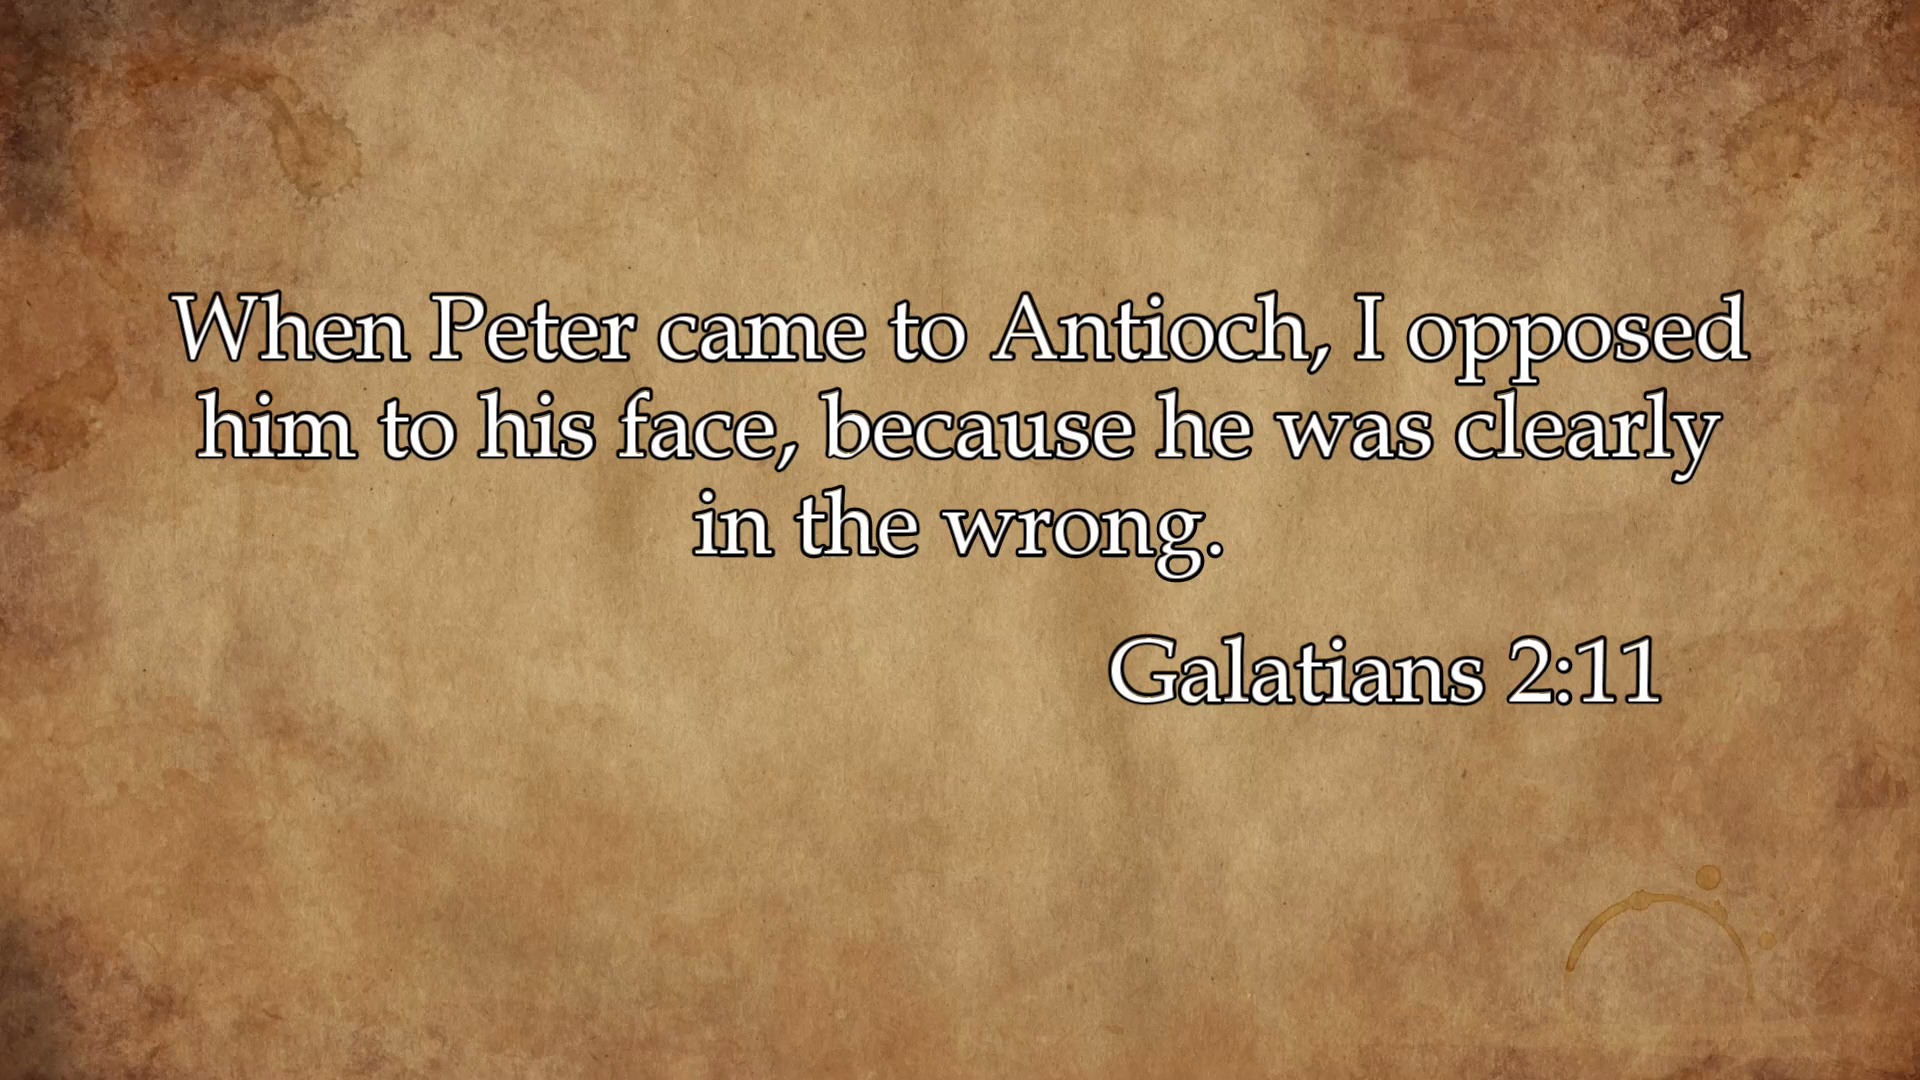 When Peter came to Antioch, I opposed
him to his face, because he was clearly
in the wrong.
Galatians 2:11